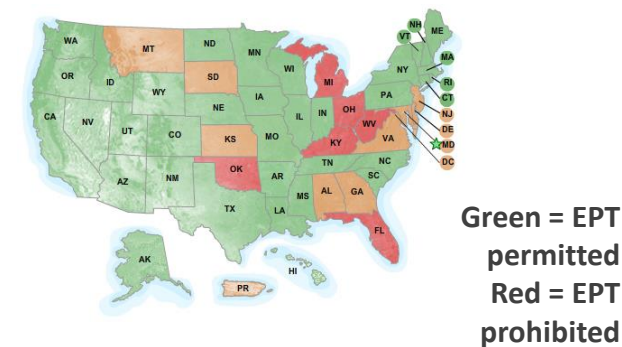 NH
VT
ME
WA
MT
ND
MN
MA
OR
ID
SD
WI
MI
NY
RI
WY
CT
IA
PA
NJ
NE
OH
CA
NV
UT
CO
IL
IN
WV
DE
KS
MO
KY
VA
MD
DC
AZ
NM
OK
AR
TN
NC
SC
TX
LA
MS
AL
GA
FL
AK
HI
PR
Green = EPT
permitted
Red = EPT
prohibited